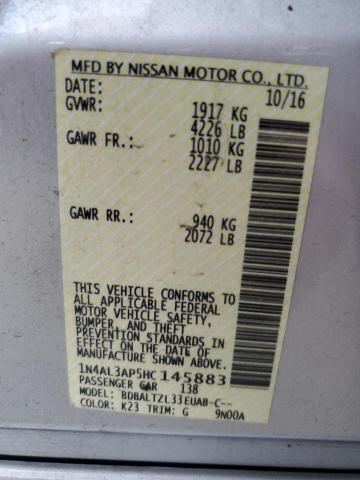 MFD BY NISSAN MOTOR CO., LTD.
DATE: 10/16
GVWR: 1917 KG
4226 LB
GAWR FR.: 1010 KG
2227 LB
GAWR RR.: 940 KG
2072 LB
THIS VEHICLE CONFORMS TO
ALL APPLICABLE FEDERAL
MOTOR VEHICLE SAFETY,
BUMPER, AND THEFT
PREVENTION STANDARDS IN
EFFECT ON THE DATE OF
MANUFACTURE SHOWN ABOVE.
1N4AL3AP5HC145883
PASSENGER CAR 138
MODEL: BDBALTZL33EUAB-C--
COLOR: K23 TRIM: G 9N00A